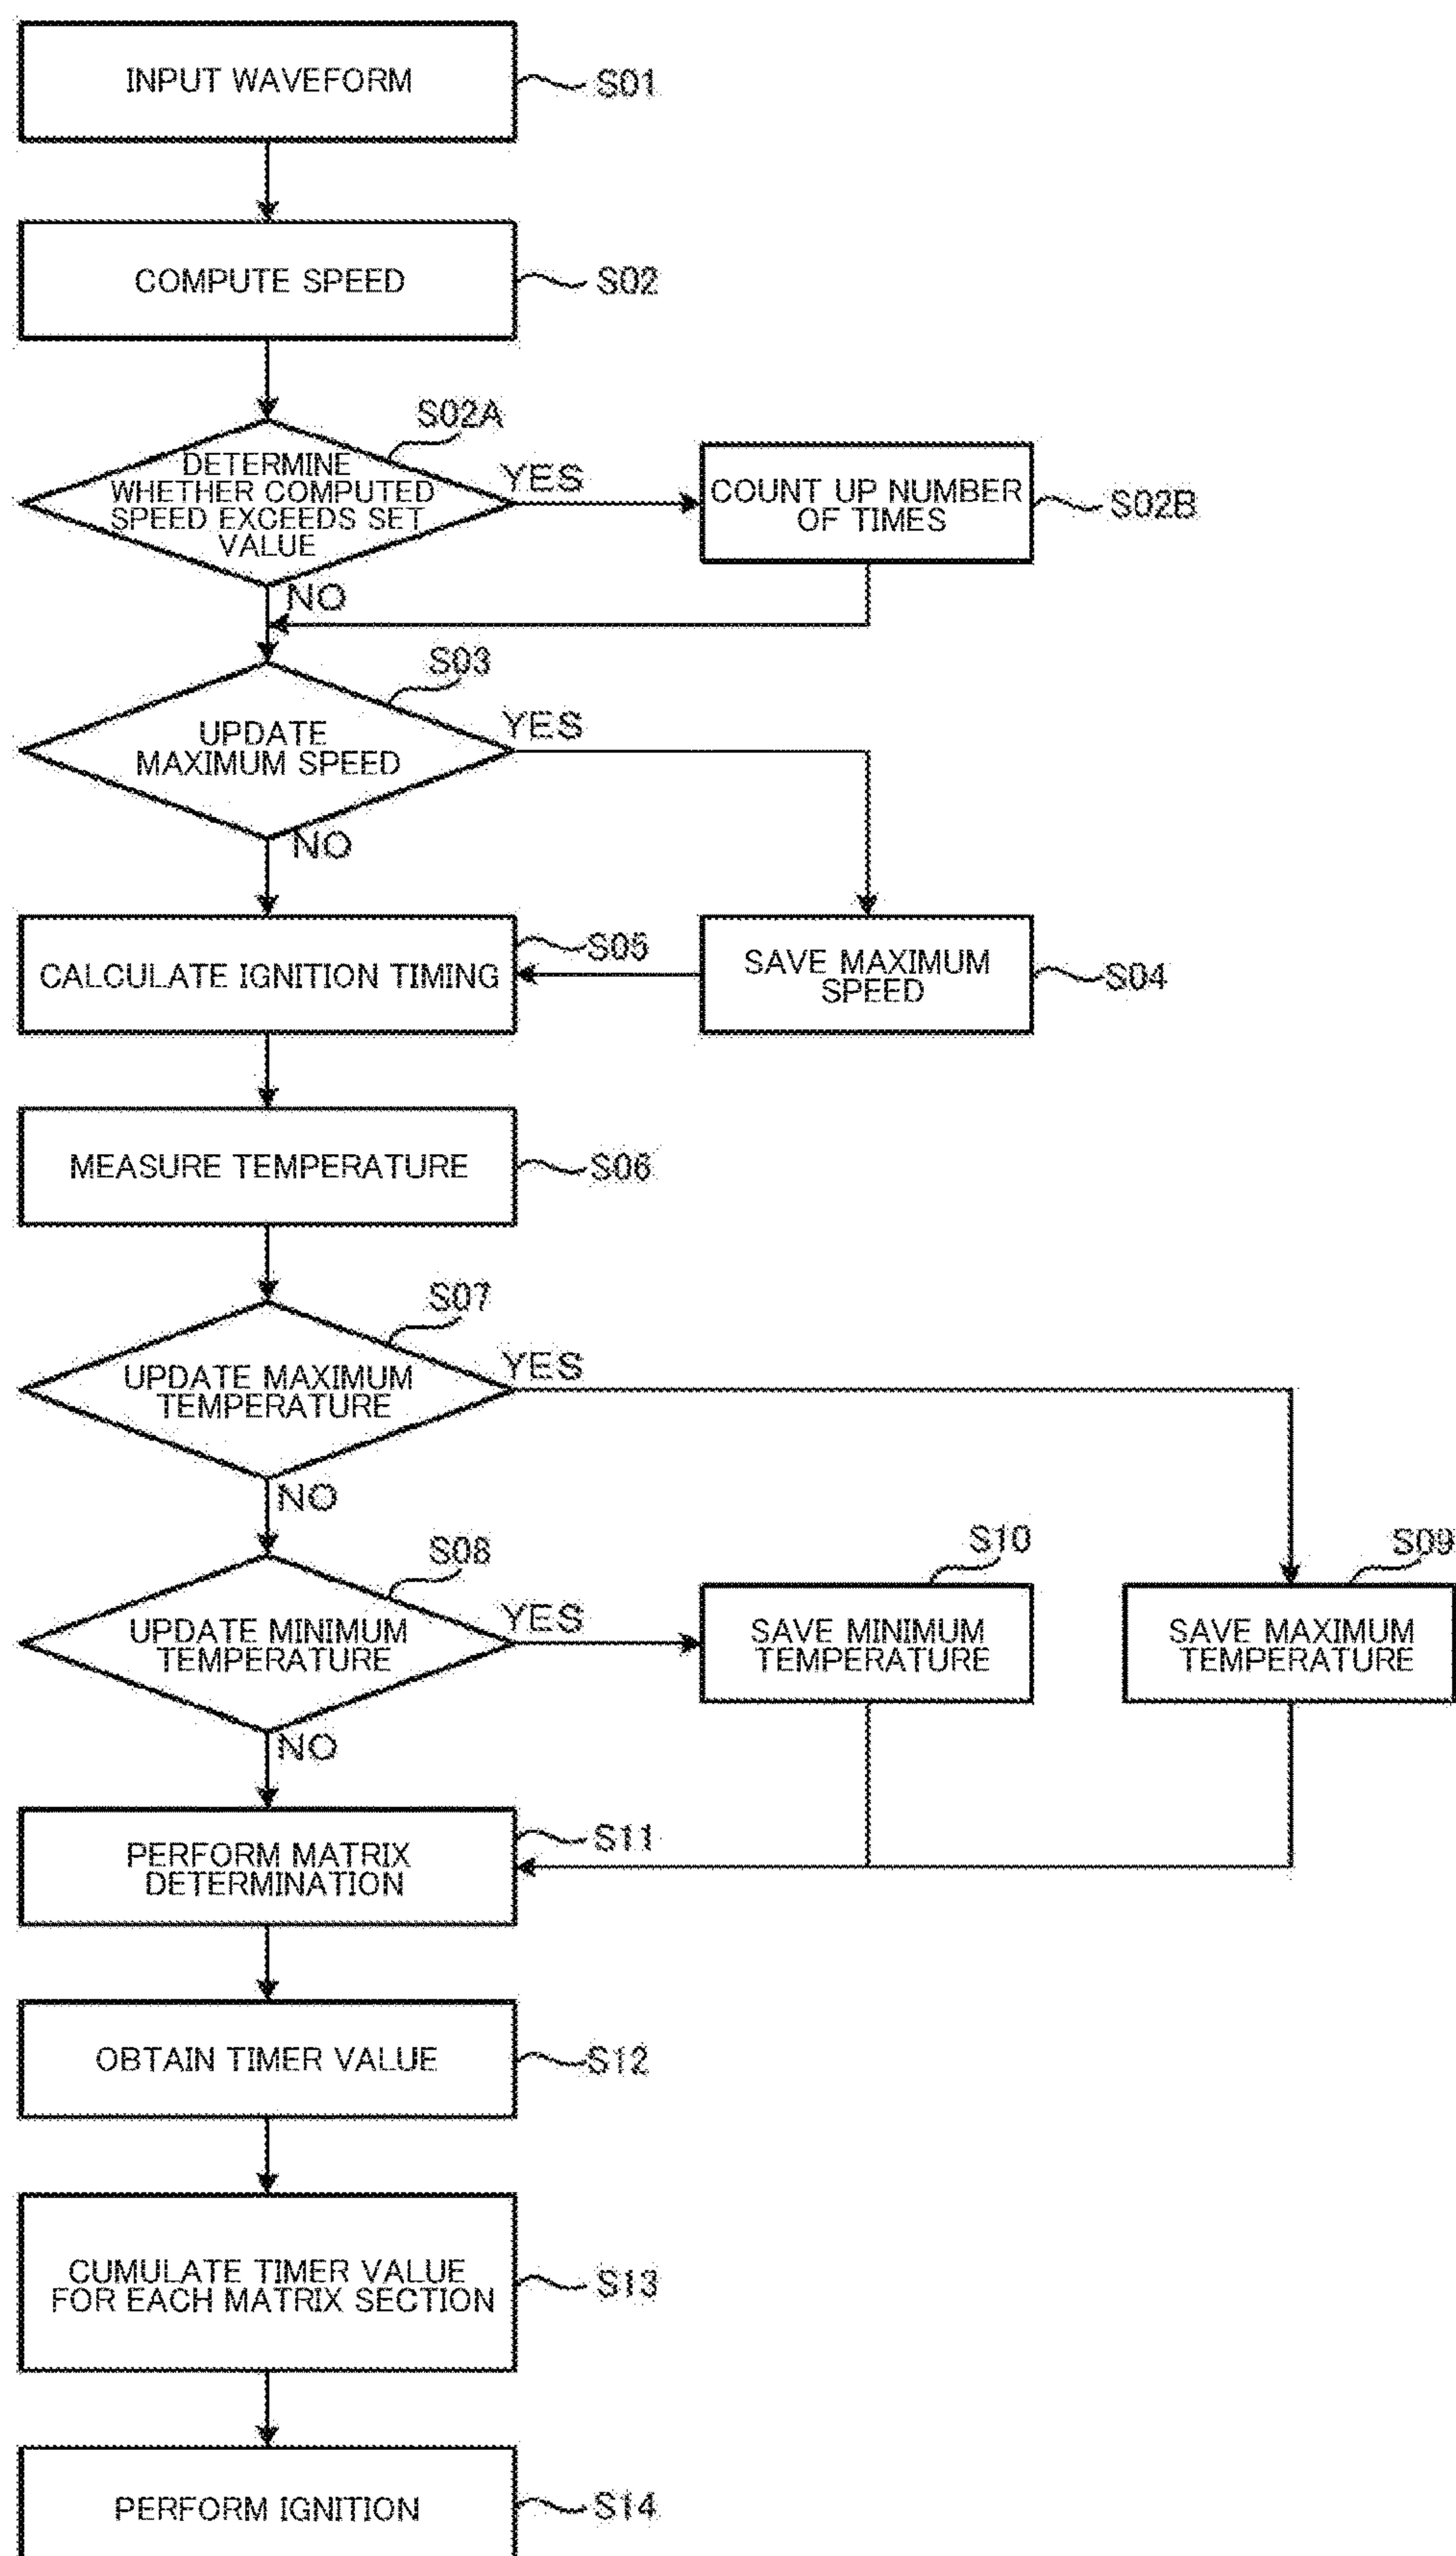 INPUT WAVEFORM
S01
COMPUTE SPEED
S02
S02A
DETERMINE
WHETHER COMPUTED
SPEED EXCEEDS SET
VALUE
YES
COUNT UP NUMBER
OF TIMES
S02B
NO
S03
UPDATE
MAXIMUM SPEED
YES
NO
CALCULATE IGNITION TIMING
S05
SAVE MAXIMUM
SPEED
S04
MEASURE TEMPERATURE
S06
S07
UPDATE MAXIMUM
TEMPERATURE
YES
NO
S08
UPDATE MINIMUM
TEMPERATURE
YES
S10
SAVE MINIMUM
TEMPERATURE
S09
SAVE MAXIMUM
TEMPERATURE
NO
PERFORM MATRIX
DETERMINATION
S11
OBTAIN TIMER VALUE
S12
CUMULATE TIMER VALUE
FOR EACH MATRIX SECTION
S13
PERFORM IGNITION
S14